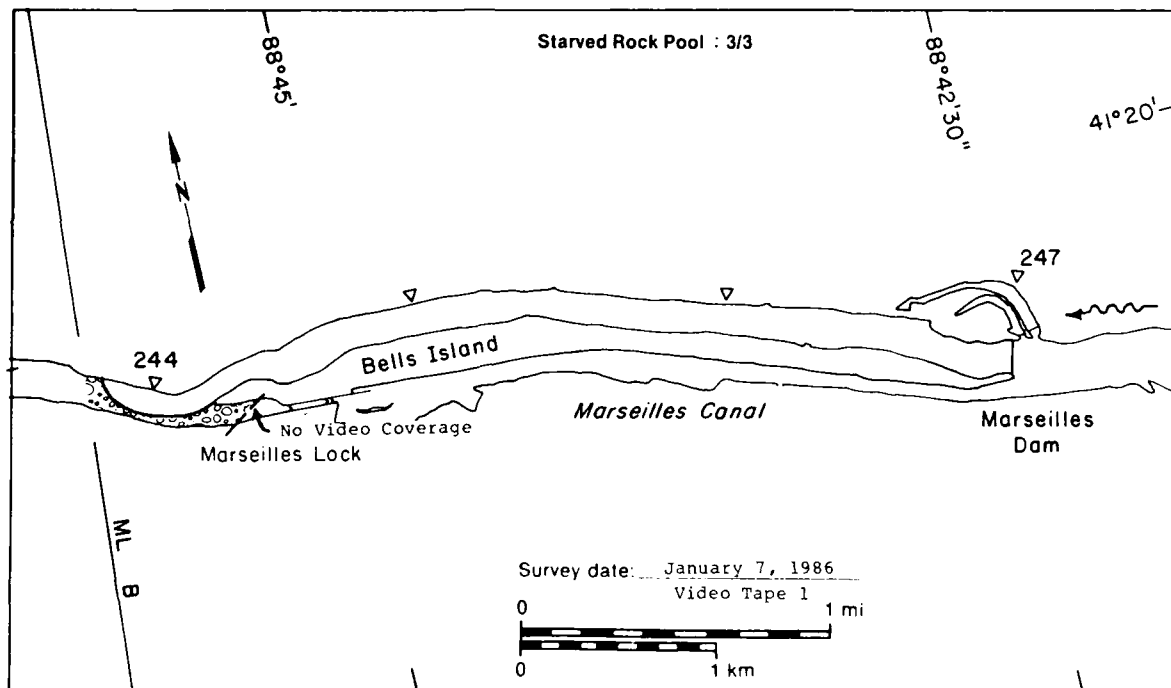 Starved Rock Pool : 3/3
88°45'
88°42'30"
41°20'
N
247
244
Bells Island
Marseilles Canal
No Video Coverage
Marseilles Lock
Marseilles
Dam
ML B
Survey date: January 7, 1986
Video Tape 1
0 1 mi
0 1 km